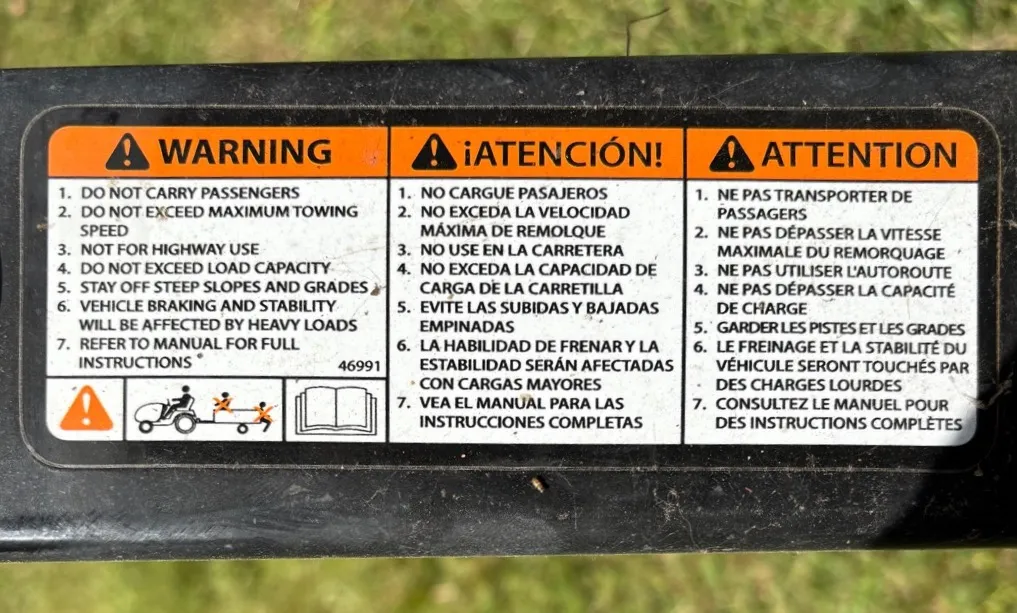 WARNING
1. DO NOT CARRY PASSENGERS
2. DO NOT EXCEED MAXIMUM TOWING
SPEED
3. NOT FOR HIGHWAY USE
4. DO NOT EXCEED LOAD CAPACITY
5. STAY OFF STEEP SLOPES AND GRADES
6. VEHICLE BRAKING AND STABILITY
WILL BE AFFECTED BY HEAVY LOADS
7. REFER TO MANUAL FOR FULL
INSTRUCTIONS
46991
¡ATENCIÓN!
1. NO CARGUE PASAJEROS
2. NO EXCEDA LA VELOCIDAD
MÁXIMA DE REMOLQUE
3. NO USE EN LA CARRETERA
4. NO EXCEDA LA CAPACIDAD DE
CARGA DE LA CARRETILLA
5. EVITE LAS SUBIDAS Y BAJADAS
EMPINADAS
6. LA HABILIDAD DE FRENAR Y LA
ESTABILIDAD SERÁN AFECTADAS
CON CARGAS MAYORES
7. VEA EL MANUAL PARA LAS
INSTRUCCIONES COMPLETAS
ATTENTION
1. NE PAS TRANSPORTER DE
PASSAGERS
2. NE PAS DÉPASSER LA VITESSE
MAXIMALE DU REMORQUAGE
3. NE PAS UTILISER L'AUTOROUTE
4. NE PAS DÉPASSER LA CAPACITÉ
DE CHARGE
5. GARDER LES PISTES ET LES GRADES
6. LE FREINAGE ET LA STABILITÉ DU
VÉHICULE SERONT TOUCHÉS PAR
DES CHARGES LOURDES
7. CONSULTEZ LE MANUEL POUR
DES INSTRUCTIONS COMPLÈTES